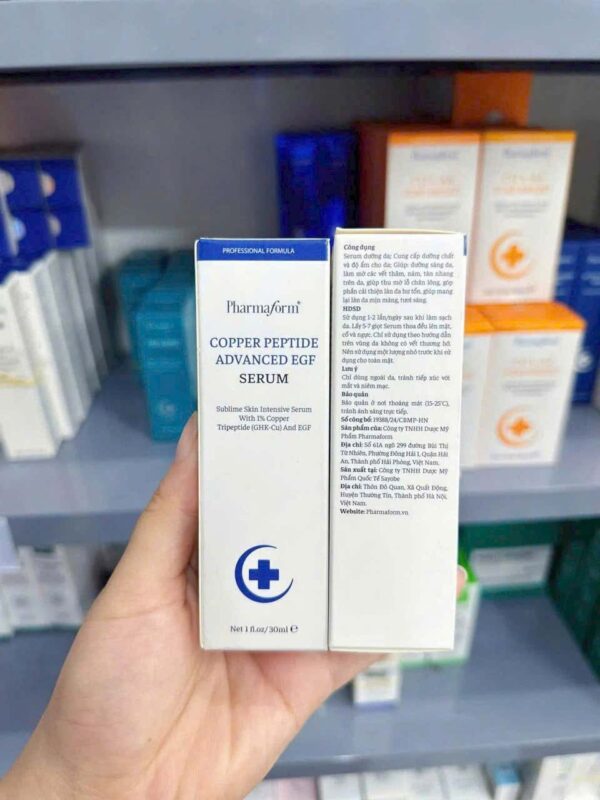 PROFESSIONAL FORMULA
Pharmaform®
COPPER PEPTIDE
ADVANCED EGF
SERUM
Sublime Skin Intensive Serum
With 1% Copper
Tripeptide (GHK-Cu) And EGF
Net 1 fl.oz/30ml ℮
Công dụng
Serum dưỡng da; Cung cấp dưỡng chất
và độ ẩm cho da; Giúp: dưỡng sáng da,
làm mờ các vết thâm, nám, tàn nhang
trên da, giúp thu mờ lỗ chân lông, góp
phần cải thiện làn da hư tổn, giúp mang
lại làn da mịn màng, tươi sáng.
HDSD
Sử dụng 1-2 lần/ngày sau khi làm sạch
da. Lấy 5-7 giọt Serum thoa đều lên mặt,
cổ và ngực. Chỉ sử dụng theo hướng dẫn
trên vùng da không có vết thương hở.
Nên sử dụng một lượng nhỏ trước khi sử
dụng cho toàn mặt.
Lưu ý
Chỉ dùng ngoài da, tránh tiếp xúc với
mắt và niêm mạc.
Bảo quản
Bảo quản ở nơi thoáng mát (15-25°C),
tránh ánh sáng trực tiếp.
Số công bố: 19388/24/CBMP-HN
Sản phẩm của: Công ty TNHH Dược Mỹ
Phẩm Pharmaform.
Địa chỉ: Số 61A ngõ 299 đường Bùi Thị
Từ Nhiên, Phường Đông Hải 1, Quận Hải
An, Thành phố Hải Phòng, Việt Nam.
Sản xuất tại: Công ty TNHH Dược Mỹ
Phẩm Quốc Tế Sayobe
Địa chỉ: Thôn Đô Quan, Xã Quất Động,
Huyện Thường Tín, Thành phố Hà Nội,
Việt Nam.
Website: Pharmaform.vn